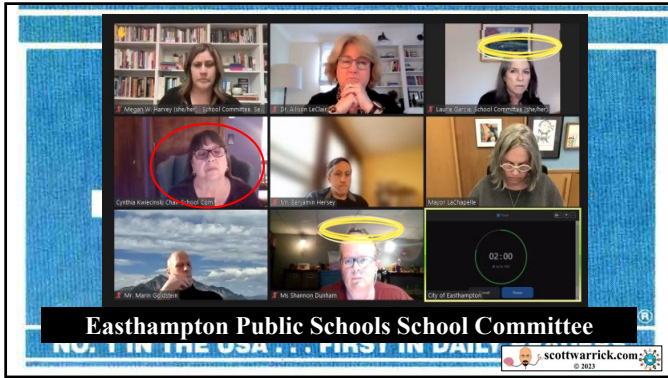 Megan W. Harvey (she/her) - School Committee, Se...
Dr. Allison LeClair
Laurie Garcia, School Committee (she/her)
Cynthia Kwiecinski Chair School Com
Mr. Benjamin Hersey
Mayor LaChapelle
02:00
Mr. Marin Goldstein
Ms Shannon Dunham
City of Easthampton
Easthampton Public Schools School Committee
®
NO. 1 IN THE USA . . . FIRST IN DAILY
scottwarrick.com
© 2023